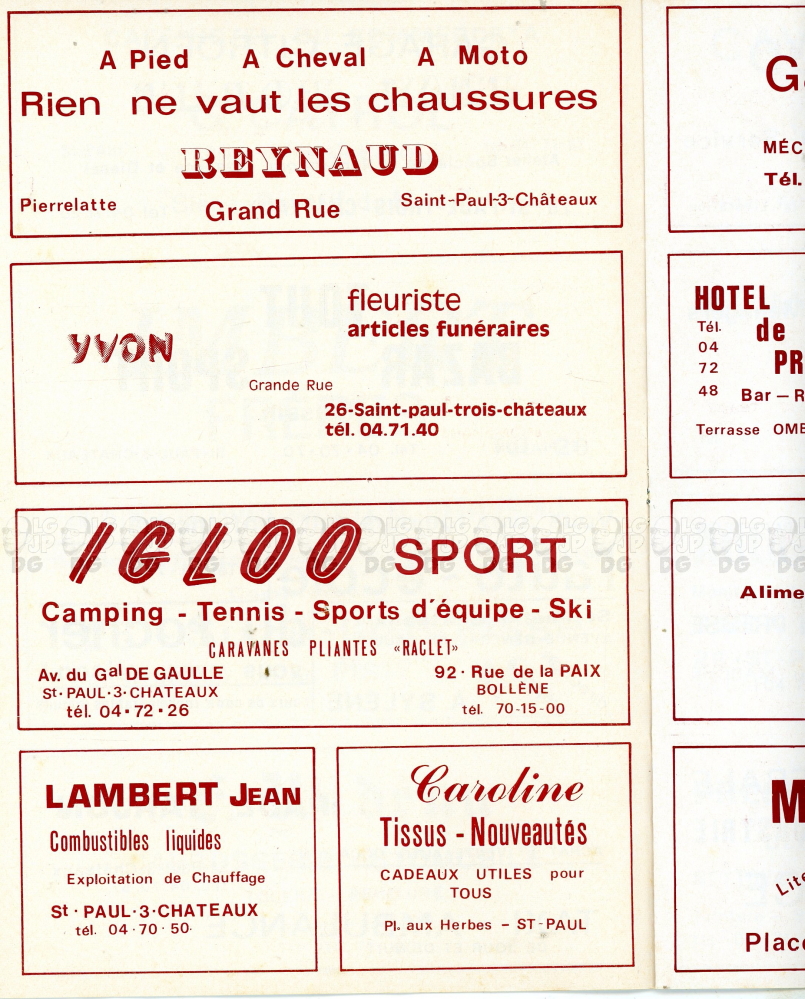 A Pied A Cheval A Moto
Rien ne vaut les chaussures
REYNAUD
Pierrelatte Grand Rue Saint-Paul-3-Châteaux
YVON
fleuriste
articles funéraires
Grande Rue
26-Saint-paul-trois-châteaux
tél. 04.71.40
IGLOO SPORT
Camping - Tennis - Sports d'équipe - Ski
CARAVANES PLIANTES «RACLET»
Av. du Gal DE GAULLE
St·PAUL·3·CHATEAUX
tél. 04·72·26
92· Rue de la PAIX
BOLLÈNE
tél. 70-15-00
LAMBERT JEAN
Combustibles liquides
Exploitation de Chauffage
St · PAUL·3·CHATEAUX
tél. 04·70·50·
Caroline
Tissus - Nouveautés
CADEAUX UTILES pour
TOUS
Pl. aux Herbes - ST-PAUL
G
MÉC
Tél.
HOTEL
de
PR
Tél.
04
72
48
Bar – R
Terrasse OMB
Alime
M
Lite
Place